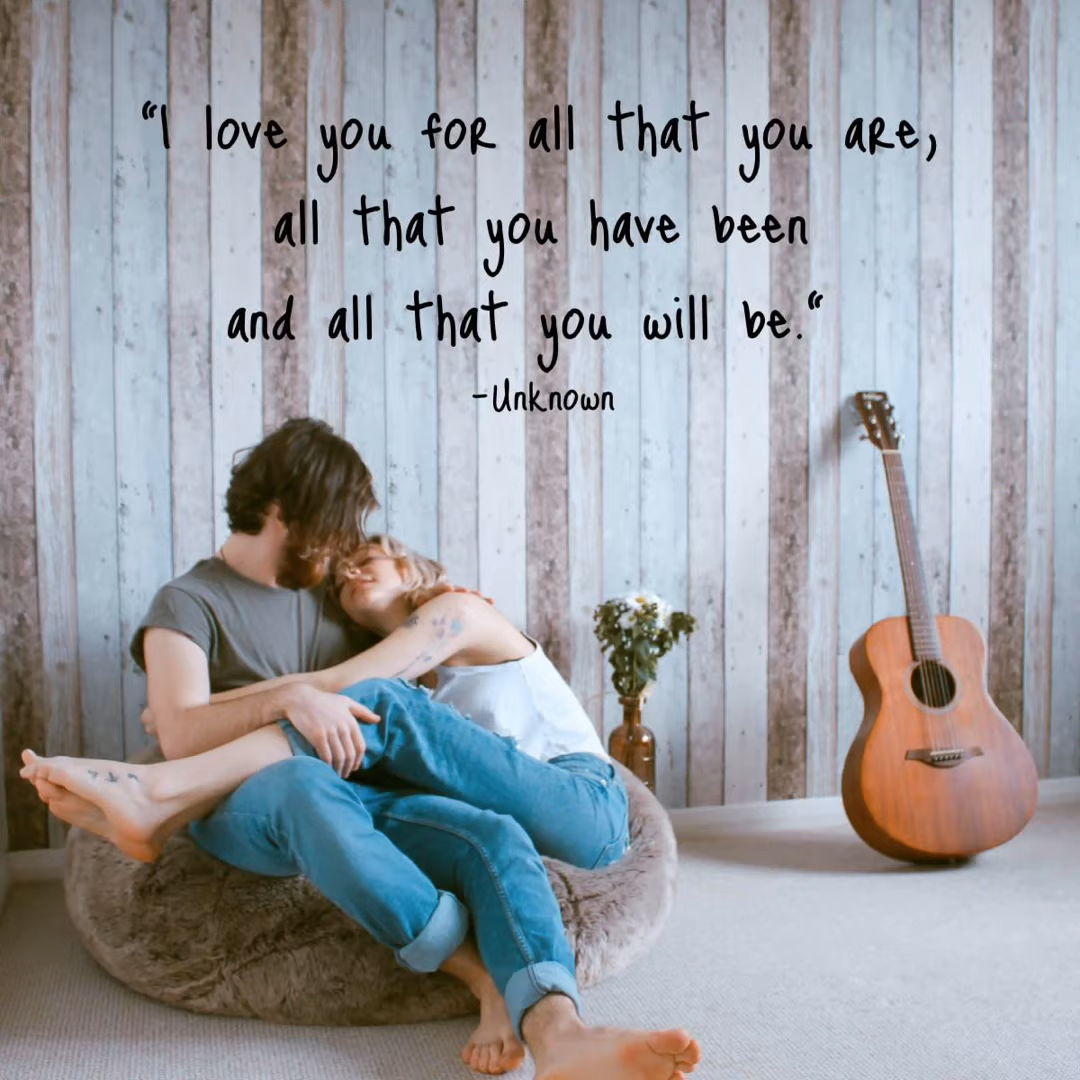 “I love you for all that you are,
all that you have been
and all that you will be.“
-Unknown